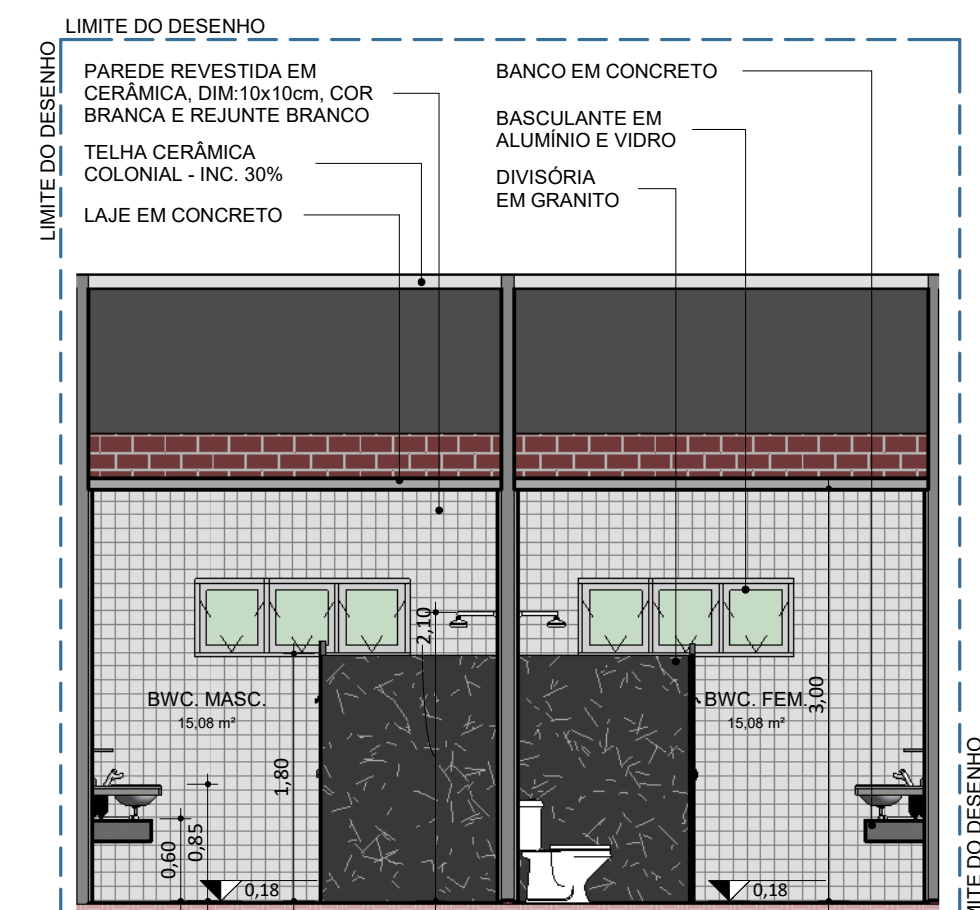 LIMITE DO DESENHO
LIMITE DO DESENHO
PAREDE REVESTIDA EM
CERÂMICA, DIM:10x10cm, COR
BRANCA E REJUNTE BRANCO
TELHA CERÂMICA
COLONIAL - INC. 30%
LAJE EM CONCRETO
BANCO EM CONCRETO
BASCULANTE EM
ALUMÍNIO E VIDRO
DIVISÓRIA
EM GRANITO
2,10
BWC. MASC.
15,08 m²
BWC. FEM.
15,08 m²
3,00
1,80
0,85
0,60
0,18
0,18
LIMITE DO DESENHO